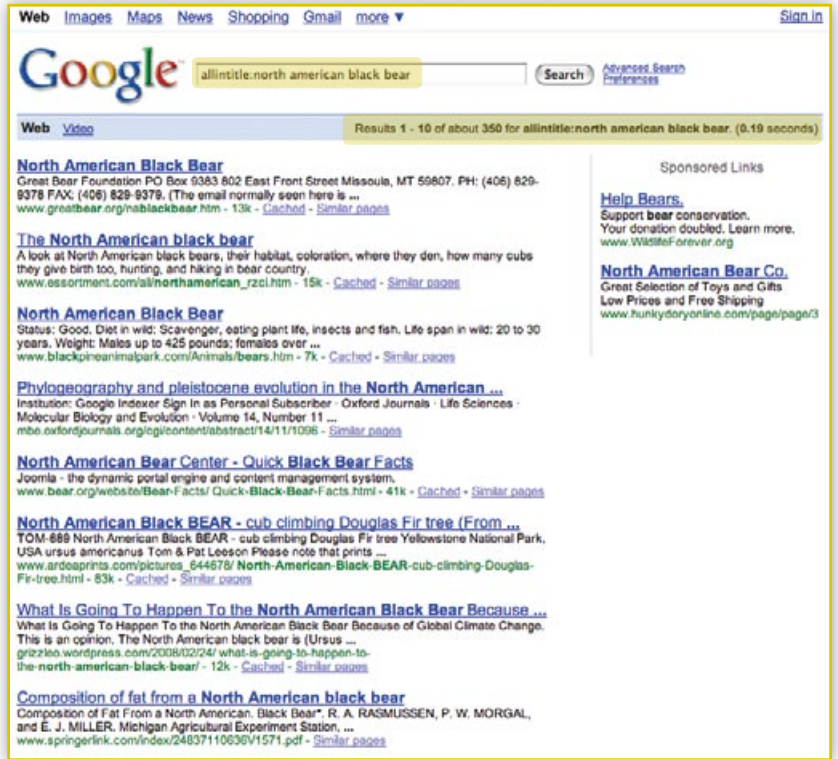 Web Images Maps News Shopping Gmail more ▼
Sign in
Google
allintitle:north american black bear
Search
Advanced Search
Preferences
Web Video
Results 1 - 10 of about 350 for allintitle:north american black bear. (0.19 seconds)
North American Black Bear
Great Bear Foundation PO Box 9383 802 East Front Street Missoula, MT 59807. PH: (406) 829-
9378 FAX: (406) 829-9379. (The email normally seen here is ...
www.greatbear.org/nablackbear.htm - 13k - Cached - Similar pages
The North American black bear
A look at North American black bears, their habitat, coloration, where they den, how many cubs
they give birth too, hunting, and hiking in bear country.
www.essortment.com/all/northamerican_rzci.htm - 15k - Cached - Similar pages
North American Black Bear
Status: Good. Diet in wild: Scavenger, eating plant life, insects and fish. Life span in wild: 20 to 30
years. Weight: Males up to 425 pounds; females over ...
www.blackpineanimalpark.com/Animals/bears.htm - 7k - Cached - Similar pages
Phylogeography and pleistocene evolution in the North American ...
Institution: Google Indexer Sign In as Personal Subscriber · Oxford Journals · Life Sciences ·
Molecular Biology and Evolution · Volume 14, Number 11 ...
mbe.oxfordjournals.org/cgi/content/abstract/14/11/1096 - Similar pages
North American Bear Center - Quick Black Bear Facts
Joomla - the dynamic portal engine and content management system.
www.bear.org/website/Bear-Facts/ Quick-Black-Bear-Facts.html - 41k - Cached - Similar pages
North American Black BEAR - cub climbing Douglas Fir tree (From ...
TOM-689 North American Black BEAR - cub climbing Douglas Fir tree Yellowstone National Park,
USA ursus americanus Tom & Pat Leeson Please note that prints ...
www.ardeaprints.com/pictures_644678/ North-American-Black-BEAR-cub-climbing-Douglas-
Fir-tree.html - 83k - Cached - Similar pages
What Is Going To Happen To the North American Black Bear Because ...
What Is Going To Happen To the North American Black Bear Because of Global Climate Change.
This is an opinion. The North American black bear is (Ursus ...
grizzleo.wordpress.com/2008/02/24/ what-is-going-to-happen-to-
the-north-american-black-bear/ - 12k - Cached - Similar pages
Composition of fat from a North American black bear
Composition of Fat From a North American. Black Bear*. R. A. RASMUSSEN, P. W. MORGAL,
and E. J. MILLER. Michigan Agricultural Experiment Station, ...
www.springerlink.com/index/24837110636V1571.pdf - Similar pages
Sponsored Links
Help Bears.
Support bear conservation.
Your donation doubled. Learn more.
www.WildlifeForever.org
North American Bear Co.
Great Selection of Toys and Gifts
Low Prices and Free Shipping
www.hunkydoryonline.com/page/page/3